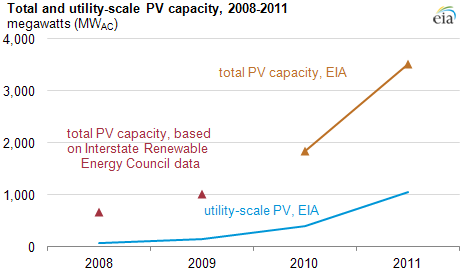 Total and utility-scale PV capacity, 2008-2011
megawatts (MWAC)
eia
4,000
3,000
2,000
1,000
0
total PV capacity, EIA
total PV capacity, based
on Interstate Renewable
Energy Council data
utility-scale PV, EIA
2008 2009 2010 2011